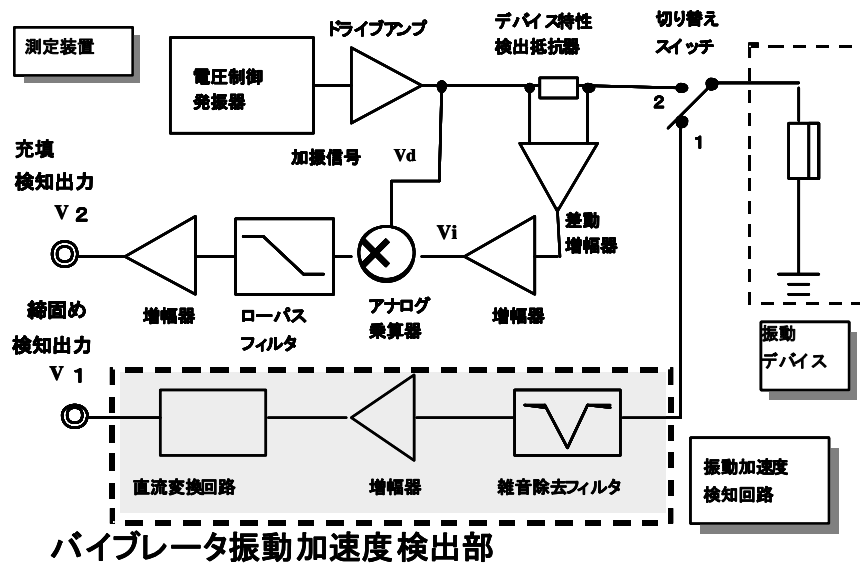 測定装置
電圧制御
発振器
ドライブアンプ
デバイス特性
検出抵抗器
切り替え
スイッチ
2
1
加振信号 Vd
充填
検知出力
V 2
Vi
差動
増幅器
増幅器
ローパス
フィルタ
アナログ
乗算器
増幅器
締固め
検知出力
V 1
振動
デバイス
直流変換回路
増幅器
雑音除去フィルタ
振動加速度
検知回路
バイブレータ振動加速度検出部